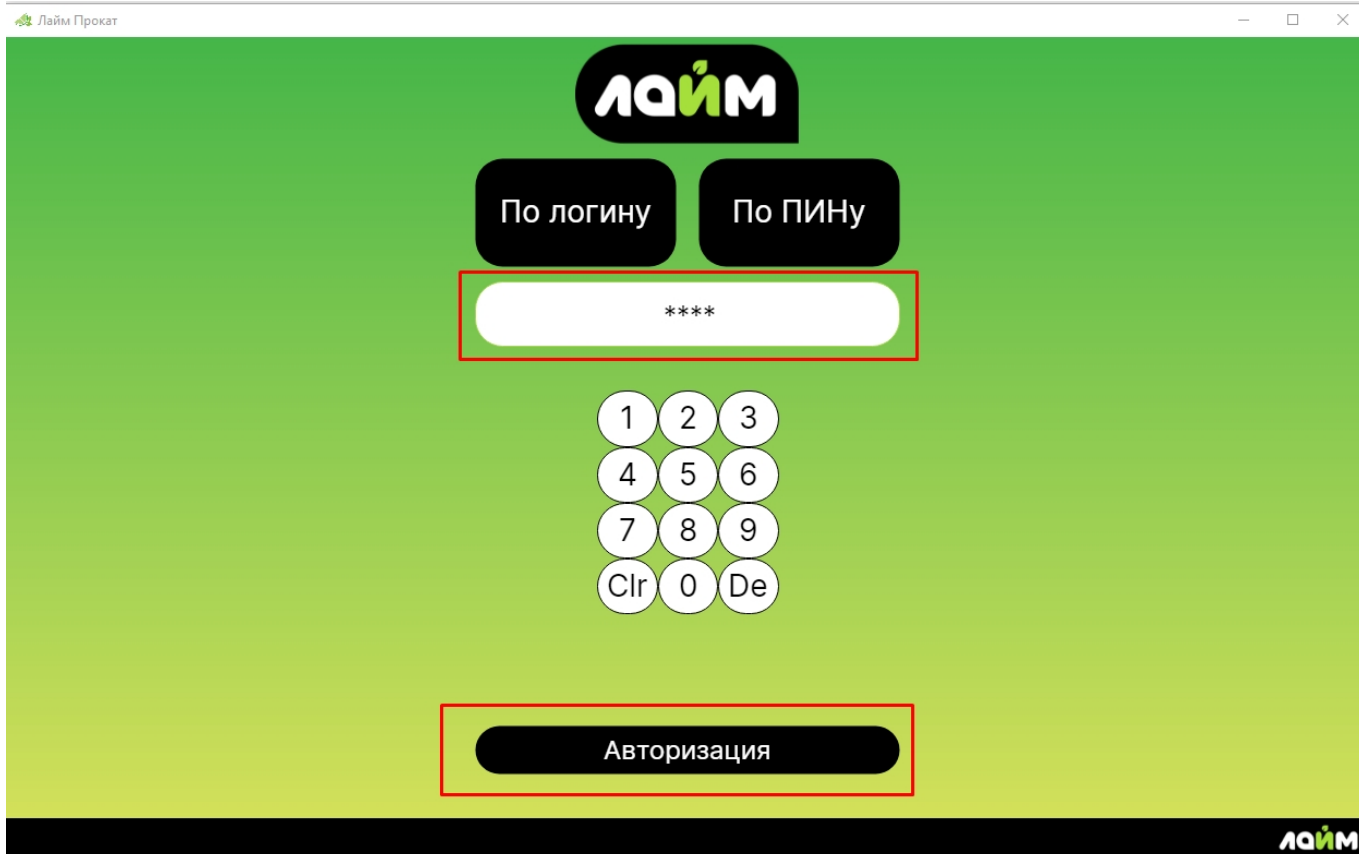 Лайм Прокат
лайм
По логину По ПИНу
****
1 2 3
4 5 6
7 8 9
Clr 0 De
Авторизация
лайм